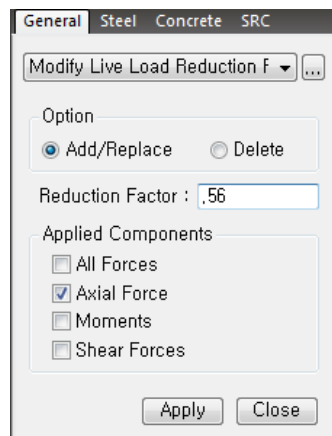 General Steel Concrete SRC
Modify Live Load Reduction F ...
Option
Add/Replace Delete
Reduction Factor : .56
Applied Components
All Forces
Axial Force
Moments
Shear Forces
Apply Close